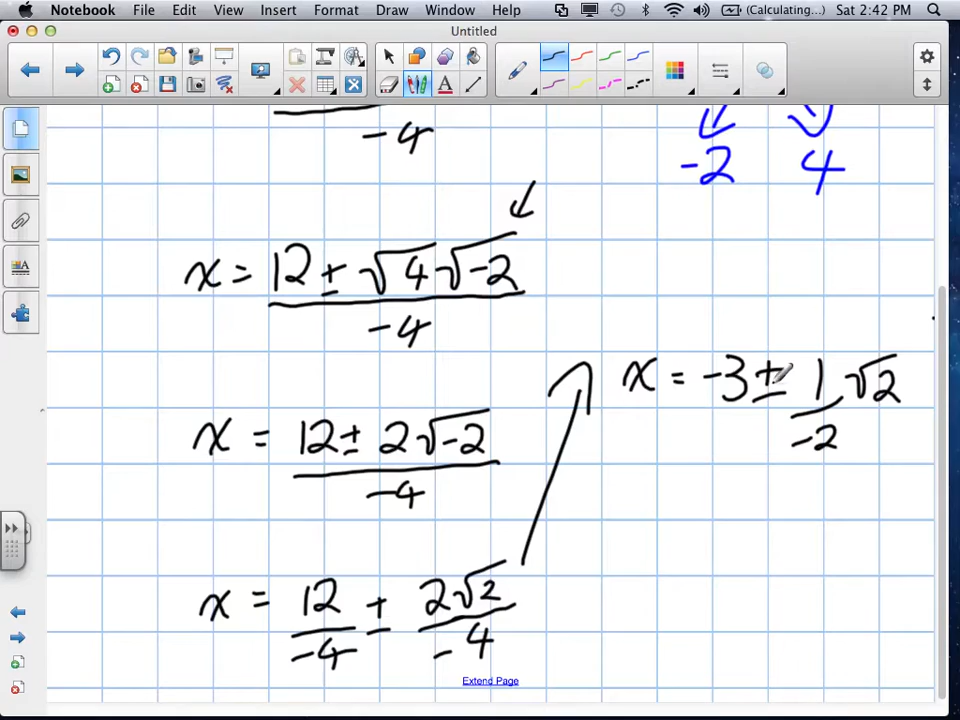 Notebook File Edit View Insert Format Draw Window Help (Calculating... Sat 2:42 PM
Untitled
-4
-2 4
x = 12 ± √4 √-2
-4
x = 12 ± 2√-2
-4
x = 12 ± 2√2
-4 -4
x = -3 ± 1 √2
-2
Extend Page